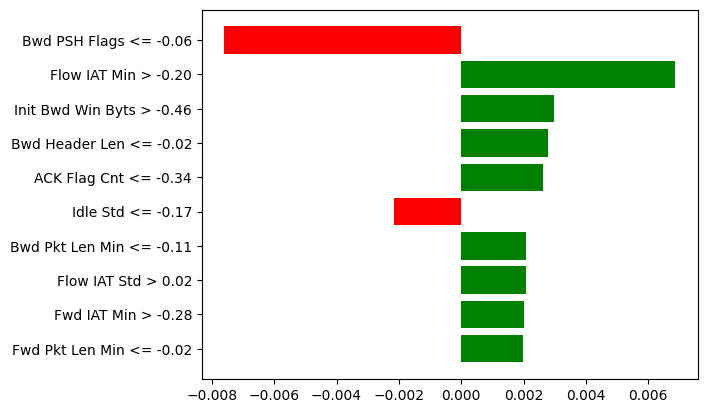 Bwd PSH Flags <= -0.06
Flow IAT Min > -0.20
Init Bwd Win Byts > -0.46
Bwd Header Len <= -0.02
ACK Flag Cnt <= -0.34
Idle Std <= -0.17
Bwd Pkt Len Min <= -0.11
Flow IAT Std > 0.02
Fwd IAT Min > -0.28
Fwd Pkt Len Min <= -0.02
−0.008 −0.006 −0.004 −0.002 0.000 0.002 0.004 0.006